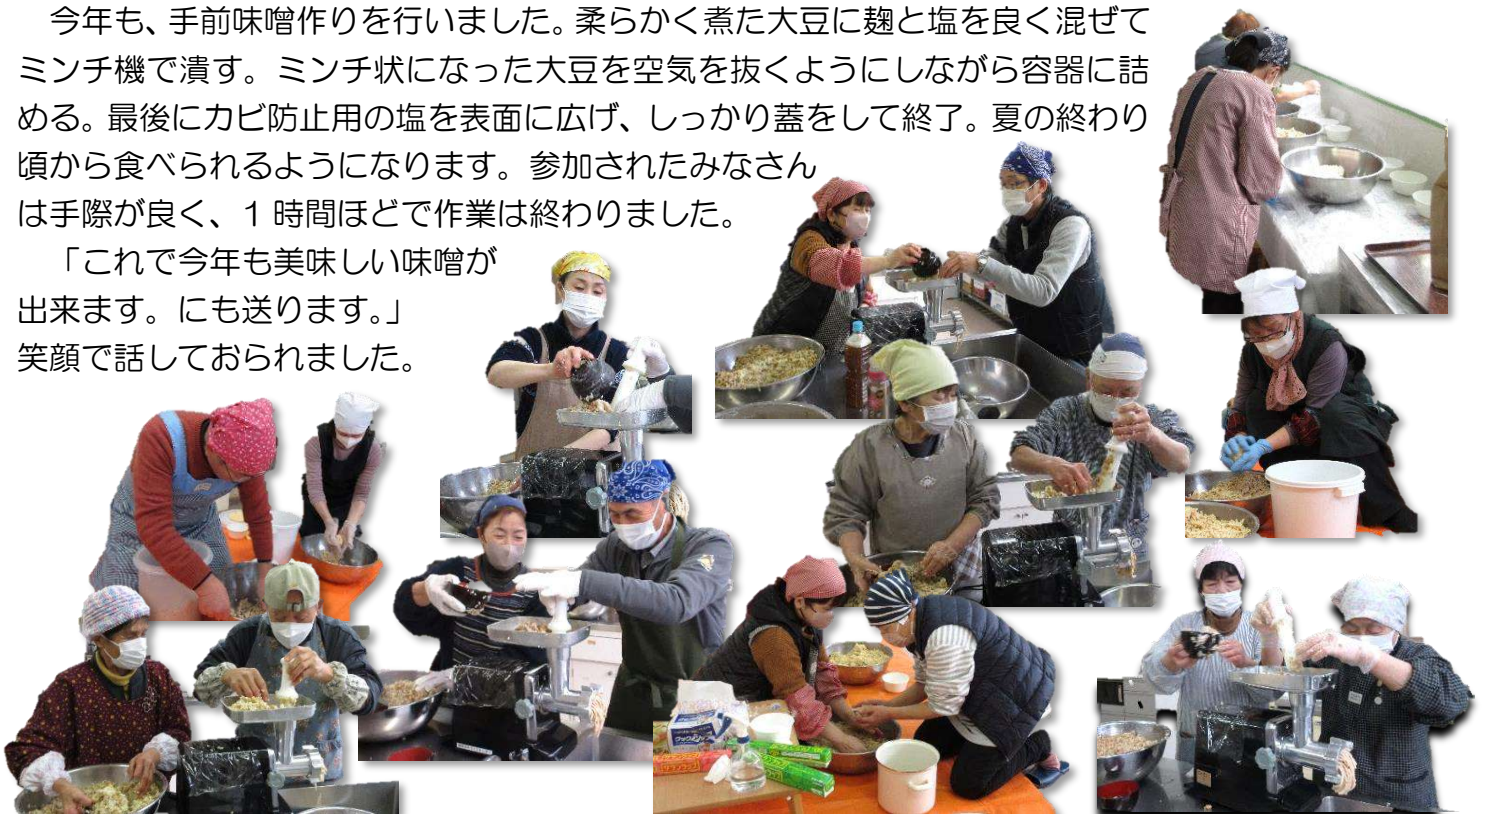 今年も、手前味噌作りを行いました。柔らかく煮た大豆に麹と塩を良く混ぜて
ミンチ機で潰す。ミンチ状になった大豆を空気を抜くようにしながら容器に詰
める。最後にカビ防止用の塩を表面に広げ、しっかり蓋をして終了。夏の終わり
頃から食べられるようになります。参加されたみなさん
は手際が良く、1 時間ほどで作業は終わりました。
「これで今年も美味しい味噌が
出来ます。にも送ります。」
笑顔で話しておられました。